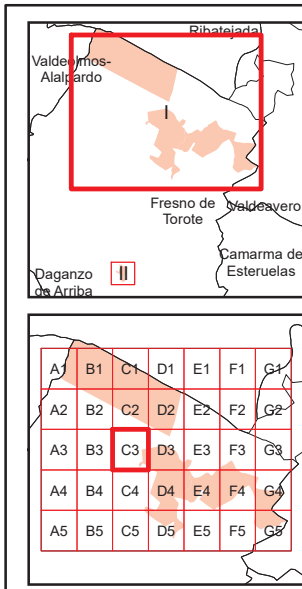 Ribatejada
Valdeolmos-
Alalpardo
I
Fresno de
Torote
Valdeavero
Camarma de
Esteruelas
Daganzo
de Arriba
II
A1 B1 C1 D1 E1 F1 G1
A2 B2 C2 D2 E2 F2 G2
A3 B3 C3 D3 E3 F3 G3
A4 B4 C4 D4 E4 F4 G4
A5 B5 C5 D5 E5 F5 G5